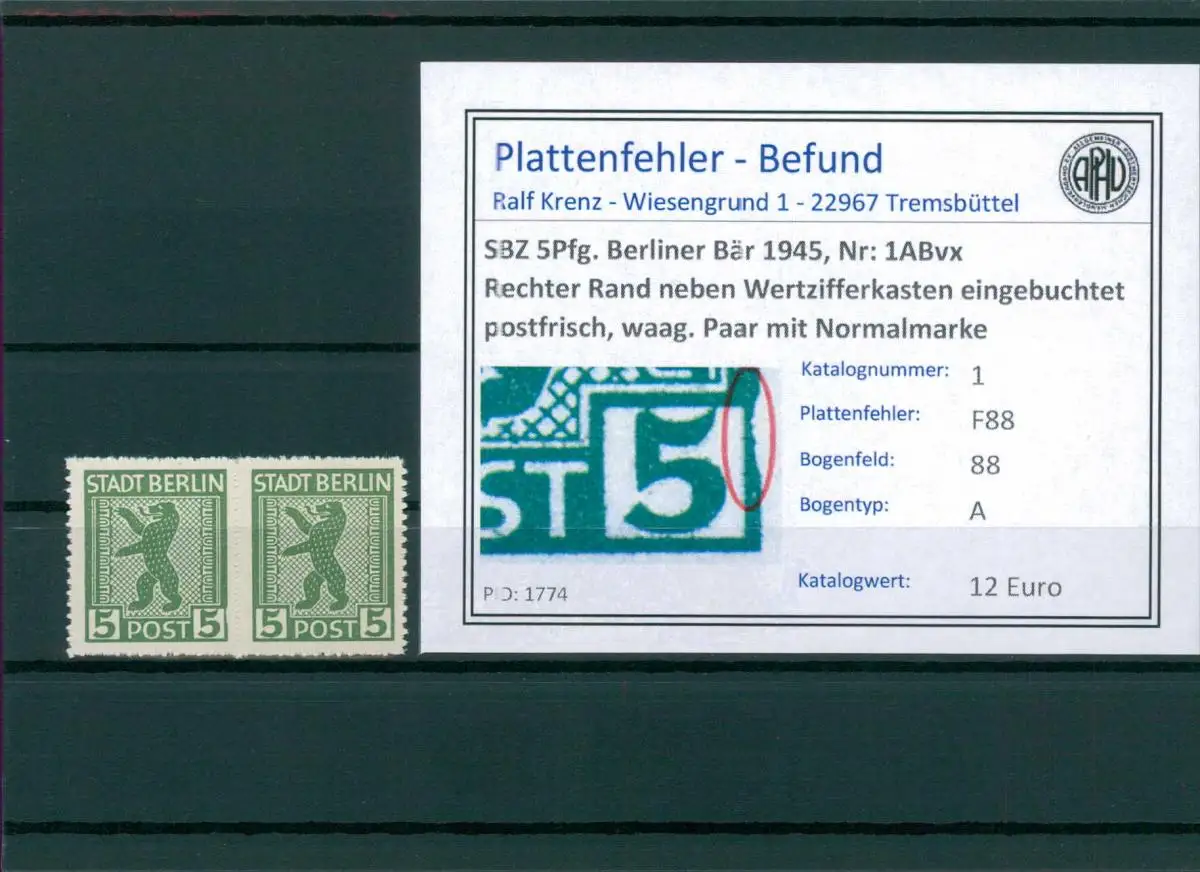 STADT BERLIN STADT BERLIN
5 POST 5 5 POST 5
Plattenfehler - Befund
Ralf Krenz - Wiesengrund 1 - 22967 Tremsbüttel
APHV
SBZ 5Pfg. Berliner Bär 1945, Nr: 1ABvx
Rechter Rand neben Wertzifferkasten eingebuchtet
postfrisch, waag. Paar mit Normalmarke
ST 5
Katalognummer: 1
Plattenfehler: F88
Bogenfeld: 88
Bogentyp: A
Katalogwert: 12 Euro
PID: 1774